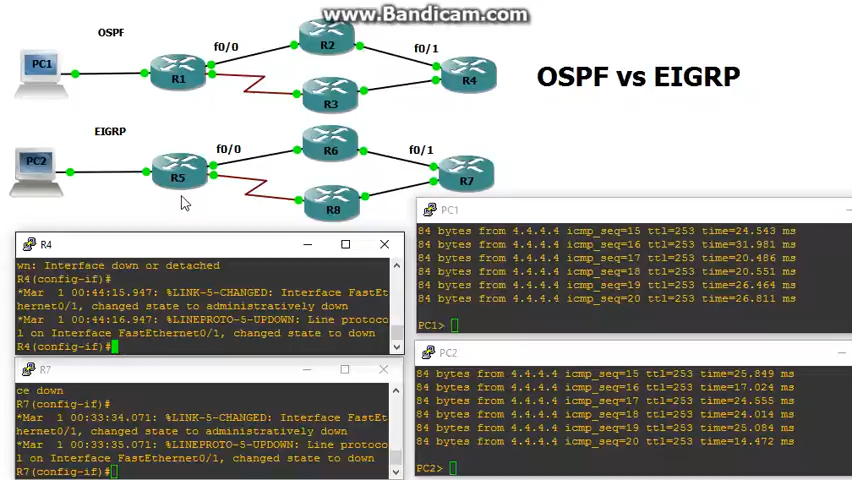 www.Bandicam.com
OSPF
f0/0
R2
f0/1
PC1
R1
R4
R3
OSPF vs EIGRP
EIGRP
f0/0
R6
f0/1
PC2
R5
R7
R8
R4
wn: Interface down or detached
R4(config-if)#
*Mar  1 00:44:15.947: %LINK-5-CHANGED: Interface FastEt
hernet0/1, changed state to administratively down
*Mar  1 00:44:16.947: %LINEPROTO-5-UPDOWN: Line protoco
l on Interface FastEthernet0/1, changed state to down
R4(config-if)#
R7
ce down
R7(config-if)#
*Mar  1 00:33:34.071: %LINK-5-CHANGED: Interface FastEt
hernet0/1, changed state to administratively down
*Mar  1 00:33:35.071: %LINEPROTO-5-UPDOWN: Line protoco
l on Interface FastEthernet0/1, changed state to down
R7(config-if)#
PC1
84 bytes from 4.4.4.4 icmp_seq=15 ttl=253 time=24.543 ms
84 bytes from 4.4.4.4 icmp_seq=16 ttl=253 time=31.981 ms
84 bytes from 4.4.4.4 icmp_seq=17 ttl=253 time=20.486 ms
84 bytes from 4.4.4.4 icmp_seq=18 ttl=253 time=20.551 ms
84 bytes from 4.4.4.4 icmp_seq=19 ttl=253 time=26.464 ms
84 bytes from 4.4.4.4 icmp_seq=20 ttl=253 time=26.811 ms
PC1>
PC2
84 bytes from 4.4.4.4 icmp_seq=15 ttl=253 time=25.849 ms
84 bytes from 4.4.4.4 icmp_seq=16 ttl=253 time=17.024 ms
84 bytes from 4.4.4.4 icmp_seq=17 ttl=253 time=24.555 ms
84 bytes from 4.4.4.4 icmp_seq=18 ttl=253 time=24.014 ms
84 bytes from 4.4.4.4 icmp_seq=19 ttl=253 time=25.084 ms
84 bytes from 4.4.4.4 icmp_seq=20 ttl=253 time=14.472 ms
PC2>